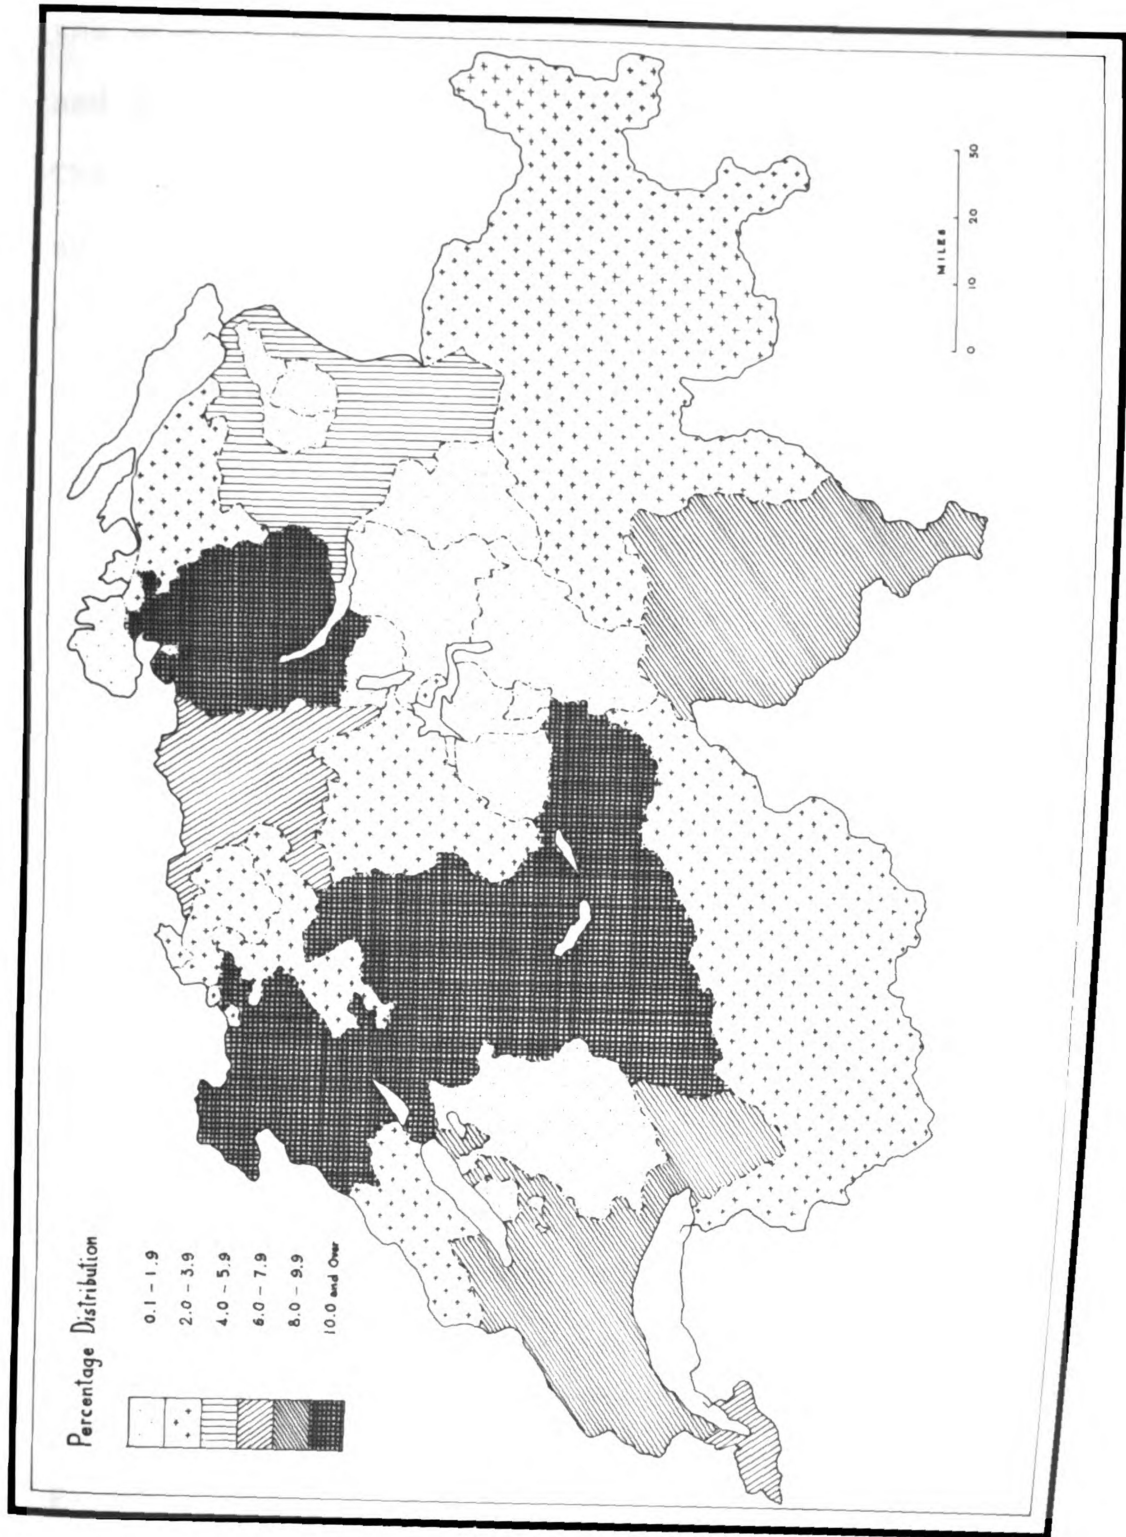 Percentage Distribution
0.1 – 1.9
2.0 – 3.9
4.0 – 5.9
6.0 – 7.9
8.0 – 9.9
10.0 and Over
MILES
0 10 20 30